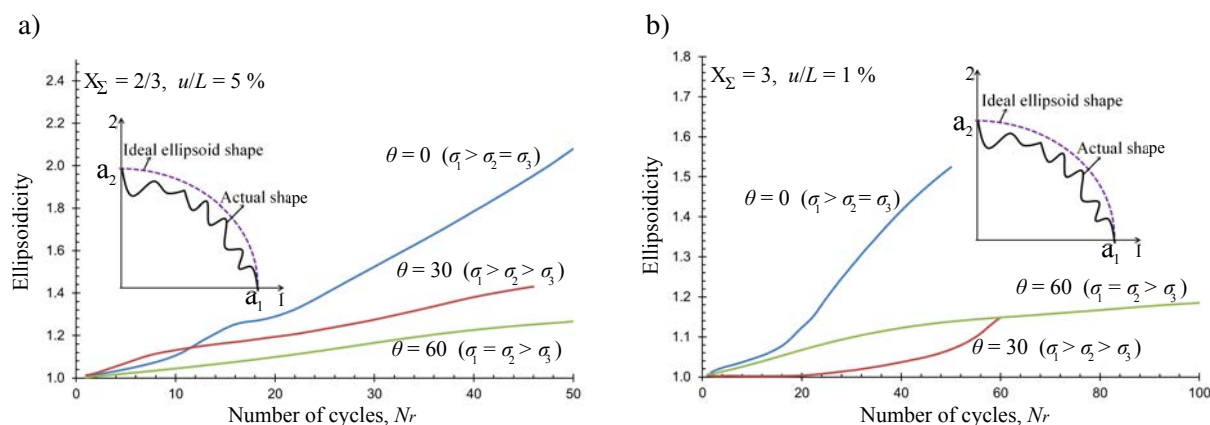 a)
X_Σ = 2/3, u/L = 5 %
2
Ideal ellipsoid shape
a₂
Actual shape
a₁ 1
θ = 0 (σ₁ > σ₂ = σ₃)
θ = 30 (σ₁ > σ₂ > σ₃)
θ = 60 (σ₁ = σ₂ > σ₃)
Ellipsoidicity
2.4
2.2
2.0
1.8
1.6
1.4
1.2
1.0
0 10 20 30 40 50
Number of cycles, Nr
b)
X_Σ = 3, u/L = 1 %
2
Ideal ellipsoid shape
a₂
Actual shape
a₁ 1
θ = 0 (σ₁ > σ₂ = σ₃)
θ = 60 (σ₁ = σ₂ > σ₃)
θ = 30 (σ₁ > σ₂ > σ₃)
Ellipsoidicity
1.8
1.7
1.6
1.5
1.4
1.3
1.2
1.1
1.0
0 20 40 60 80 100
Number of cycles, Nr